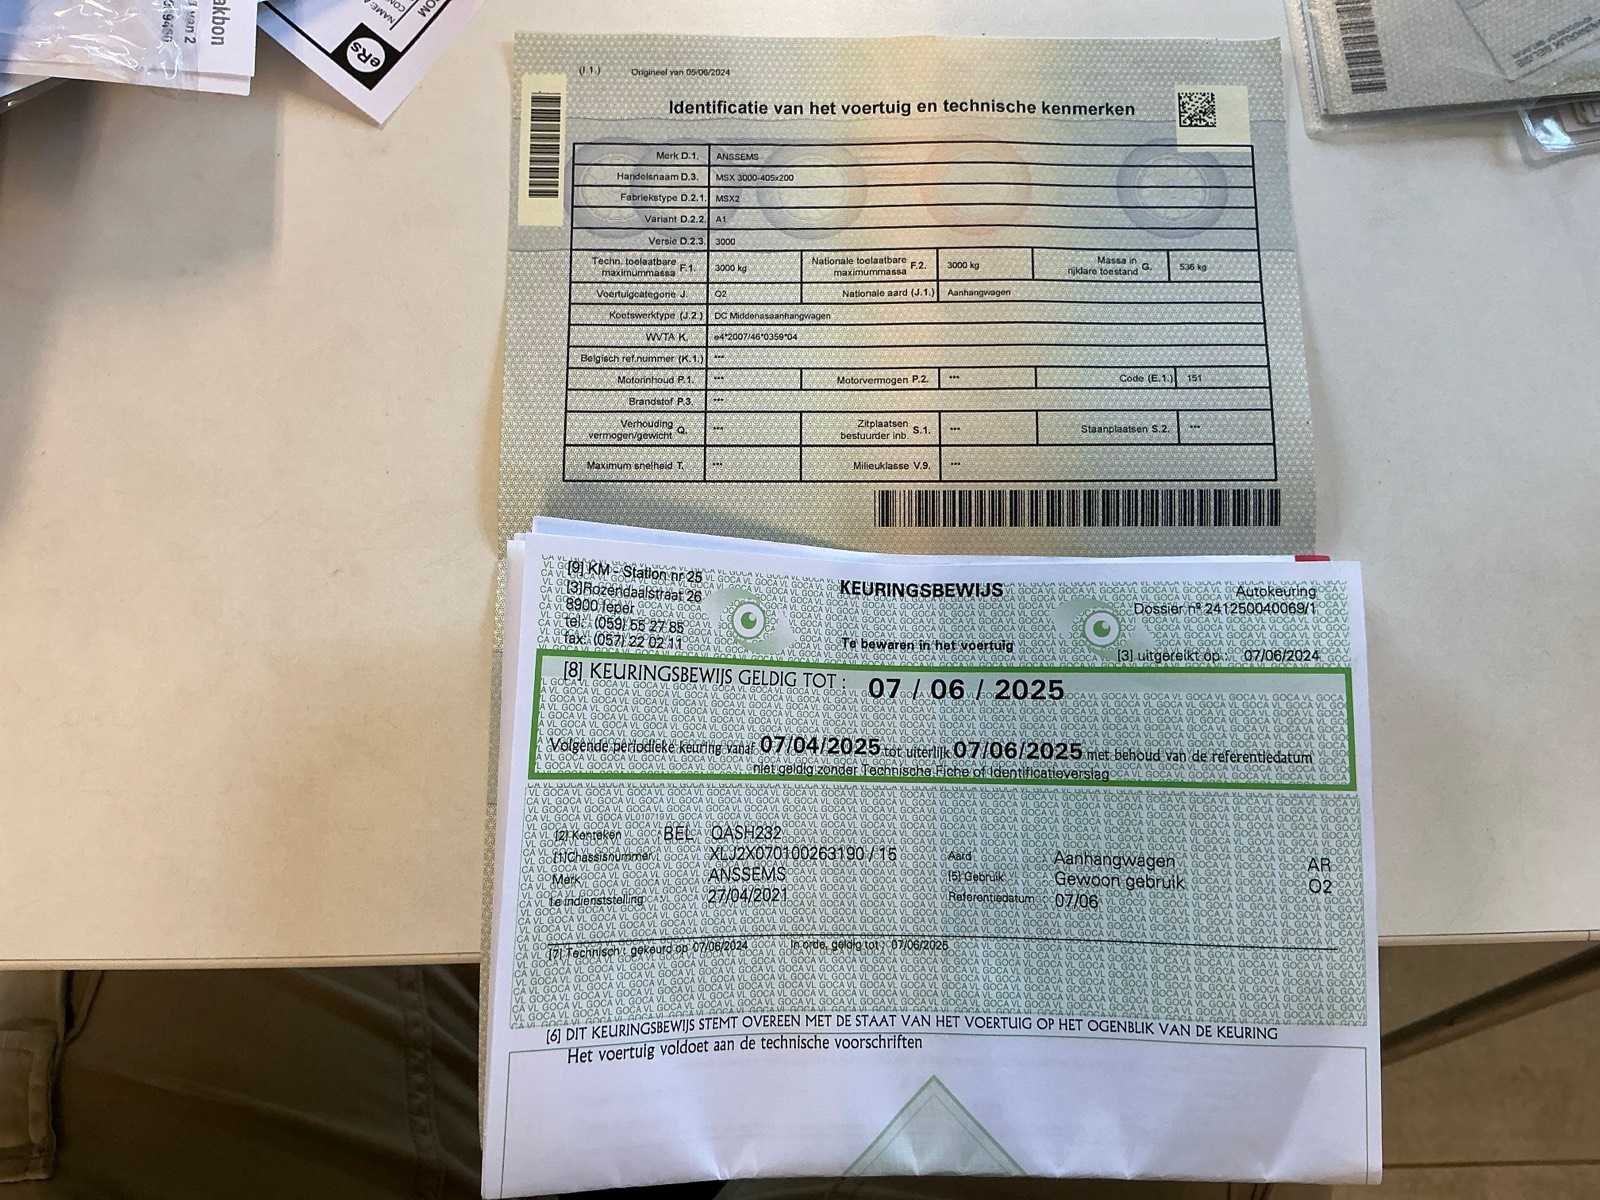 akbon
van 2
eRs
(I.1.) Origineel van 05/06/2024
Identificatie van het voertuig en technische kenmerken
Merk D.1. ANSSEMS
Handelsnaam D.3. MSX 3000-405x200
Fabriekstype D.2.1. MSX2
Variant D.2.2. A1
Versie D.2.3. 3000
Techn. toelaatbare maximummassa F.1. 3000 kg Nationale toelaatbare maximummassa F.2. 3000 kg Massa in rijklare toestand G. 536 kg
Voertuigcategorie J. O2 Nationale aard (J.1.) Aanhangwagen
Koetswerktype (J.2.) DC Middenasaanhangwagen
WVTA K. e4*2007/46*0359*04
Belgisch ref.nummer (K.1.) ***
Motorinhoud P.1. *** Motorvermogen P.2. *** Code (E.1.) 151
Brandstof P.3. ***
Verhouding vermogen/gewicht Q. *** Zitplaatsen bestuurder inb. S.1. *** Staanplaatsen S.2. ***
Maximum snelheid T. *** Milieuklasse V.9. ***
[9] KM - Station nr 25 KEURINGSBEWIJS Autokeuring
[3] Rozendaalstraat 26 Dossier nº 241250040069/1
8900 Ieper
tel: (059) 55 27 85 Te bewaren in het voertuig
fax: (057) 22 02 11 [3] uitgereikt op : 07/06/2024
[8] KEURINGSBEWIJS GELDIG TOT : 07 / 06 / 2025
Volgende periodieke keuring vanaf 07/04/2025 tot uiterlijk 07/06/2025 met behoud van de referentiedatum
niet geldig zonder Technische Fiche of Identificatieverslag
[2] Kenteken BEL QASH232
[1] Chassisnummer XLJ2X070100263190 / 15 Aard Aanhangwagen AR
Merk ANSSEMS [5] Gebruik Gewoon gebruik O2
1e indienststelling : 27/04/2021 Referentiedatum : 07/06
[7] Technisch : gekeurd op 07/06/2024 In orde, geldig tot : 07/06/2025
[6] DIT KEURINGSBEWIJS STEMT OVEREEN MET DE STAAT VAN HET VOERTUIG OP HET OGENBLIK VAN DE KEURING
Het voertuig voldoet aan de technische voorschriften